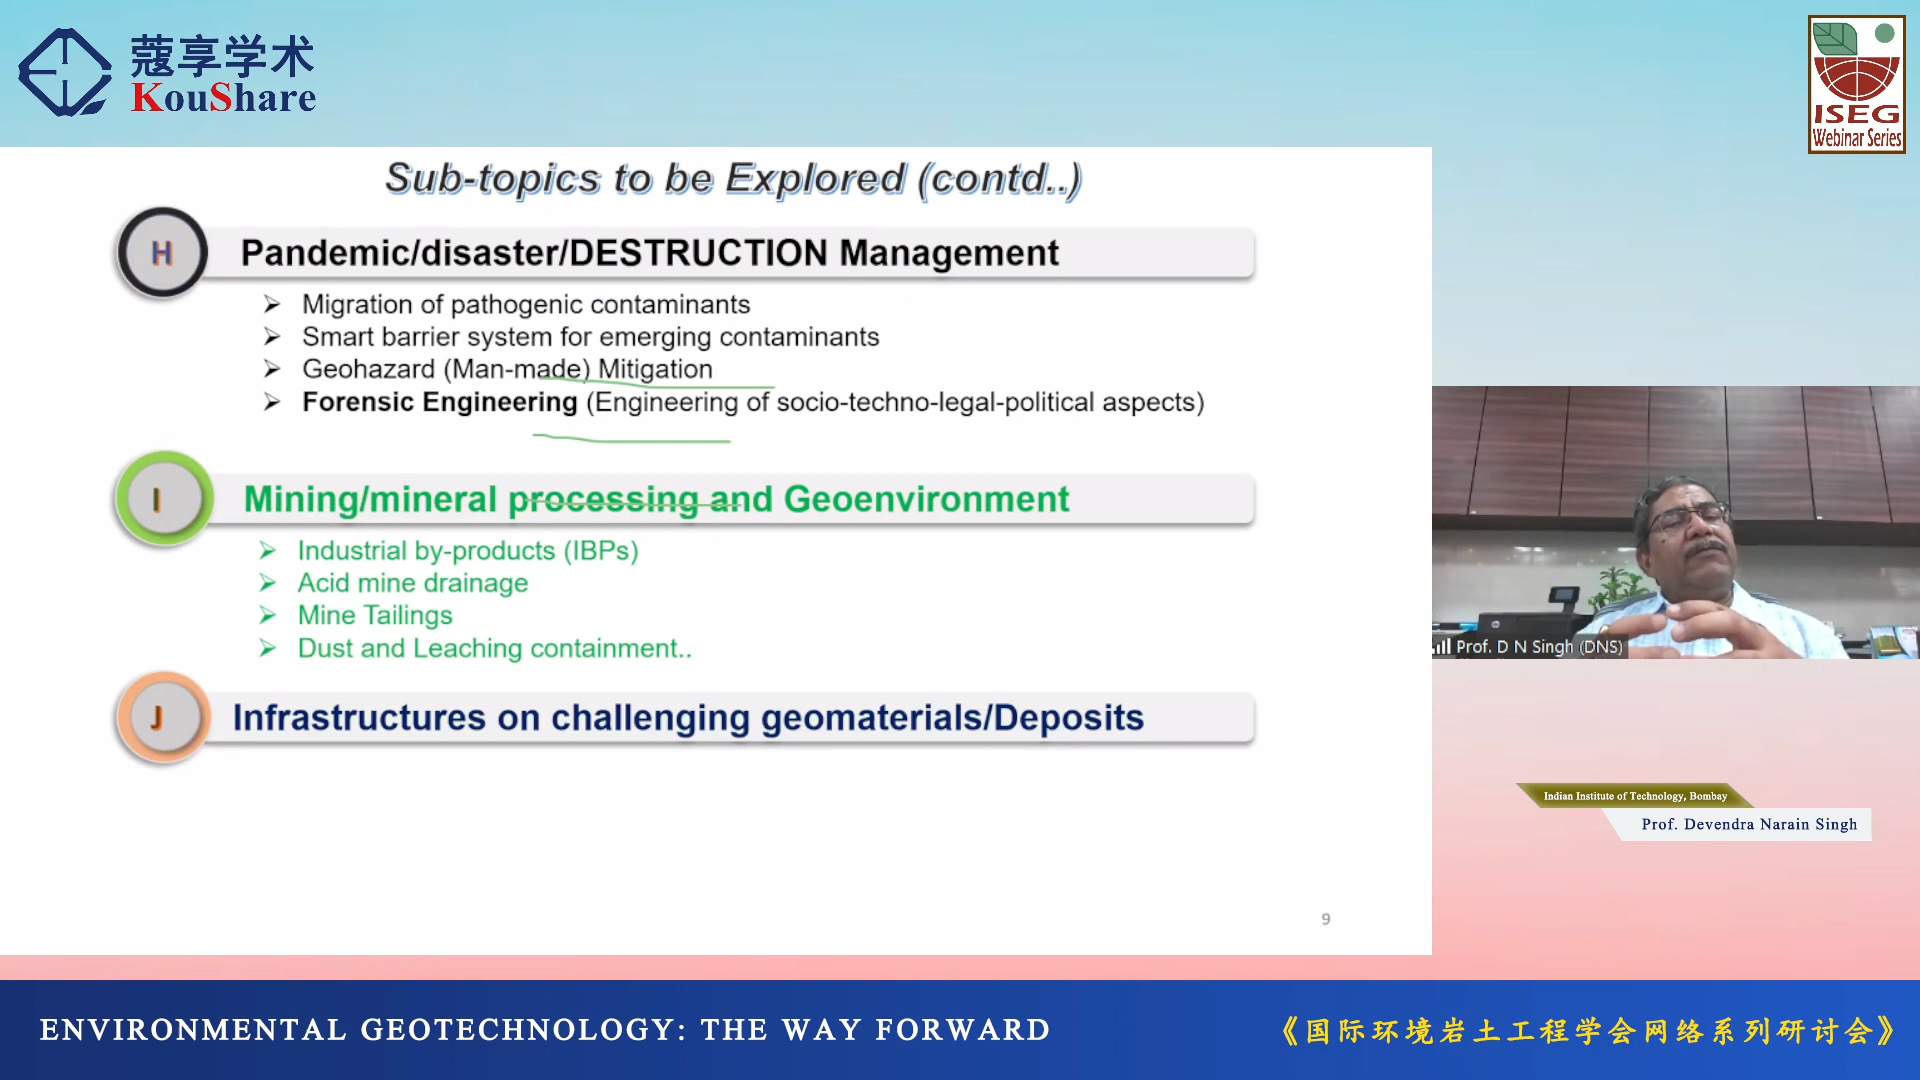 蔻享学术
KouShare
ISEG
Webinar Series
Sub-topics to be Explored (contd..)
H
Pandemic/disaster/DESTRUCTION Management
Migration of pathogenic contaminants
Smart barrier system for emerging contaminants
Geohazard (Man-made) Mitigation
Forensic Engineering (Engineering of socio-techno-legal-political aspects)
I
Mining/mineral processing and Geoenvironment
Industrial by-products (IBPs)
Acid mine drainage
Mine Tailings
Dust and Leaching containment..
J
Infrastructures on challenging geomaterials/Deposits
9
Prof. D N Singh (DNS)
Indian Institute of Technology, Bombay
Prof. Devendra Narain Singh
ENVIRONMENTAL GEOTECHNOLOGY: THE WAY FORWARD
《国际环境岩土工程学会网络系列研讨会》